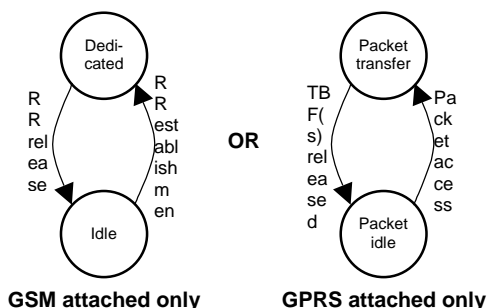 Dedi-
cated
R
R
rel
ea
se
R
R
est
abl
ish
m
en
Idle
GSM attached only
OR
Packet
transfer
TB
F(
s)
rel
ea
se
d
Pa
ck
et
ac
ce
ss
Packet
idle
GPRS attached only